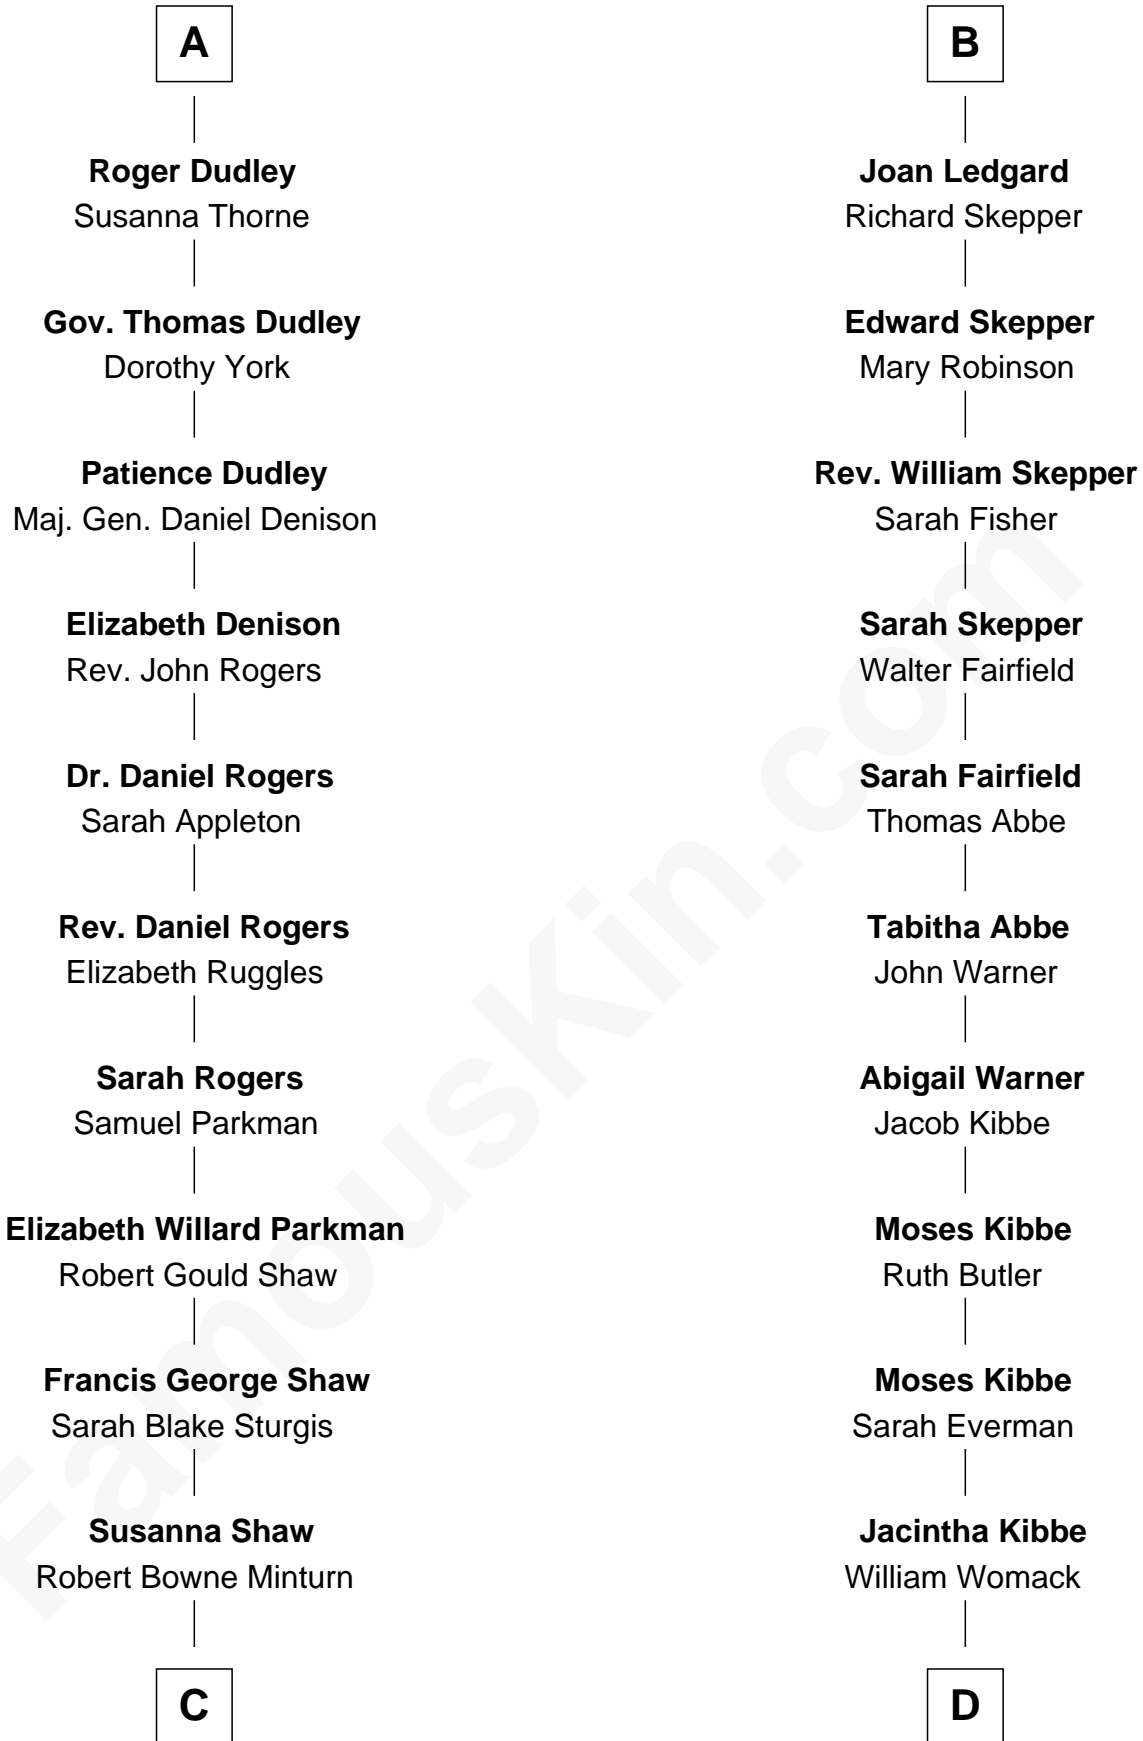 A
Roger Dudley
Susanna Thorne
Gov. Thomas Dudley
Dorothy York
Patience Dudley
Maj. Gen. Daniel Denison
Elizabeth Denison
Rev. John Rogers
Dr. Daniel Rogers
Sarah Appleton
Rev. Daniel Rogers
Elizabeth Ruggles
Sarah Rogers
Samuel Parkman
Elizabeth Willard Parkman
Robert Gould Shaw
Francis George Shaw
Sarah Blake Sturgis
Susanna Shaw
Robert Bowne Minturn
C
B
Joan Ledgard
Richard Skepper
Edward Skepper
Mary Robinson
Rev. William Skepper
Sarah Fisher
Sarah Skepper
Walter Fairfield
Sarah Fairfield
Thomas Abbe
Tabitha Abbe
John Warner
Abigail Warner
Jacob Kibbe
Moses Kibbe
Ruth Butler
Moses Kibbe
Sarah Everman
Jacintha Kibbe
William Womack
D
FamousKin.com